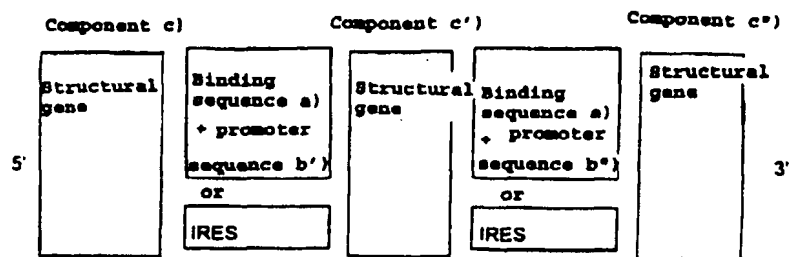 Component c)
Component c')
Component c")
Structural
gene
Binding
sequence a)
+ promoter
sequence b')
or
IRES
Structural
gene
Binding
sequence a)
+ promoter
sequence b")
or
IRES
Structural
gene
5'
3'